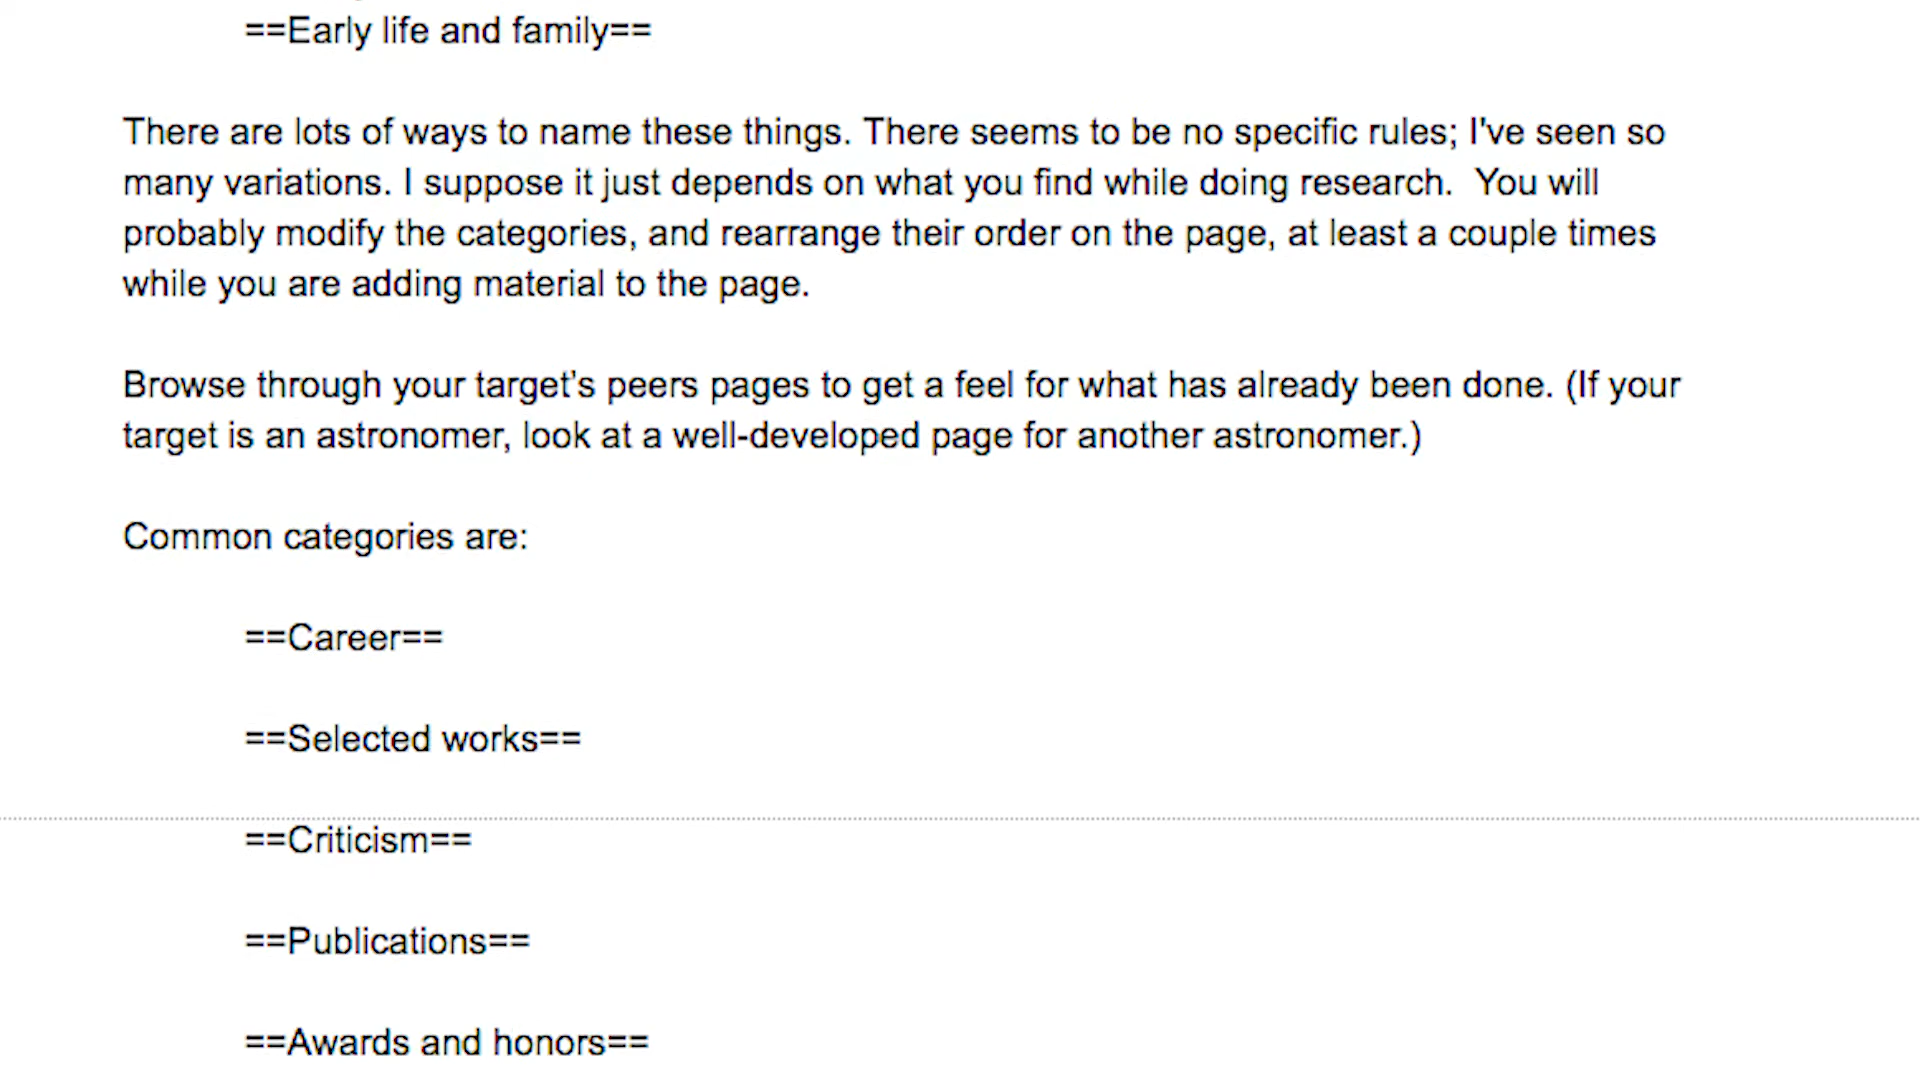 ==Early life and family==
There are lots of ways to name these things. There seems to be no specific rules; I've seen so
many variations. I suppose it just depends on what you find while doing research.  You will
probably modify the categories, and rearrange their order on the page, at least a couple times
while you are adding material to the page.
Browse through your target's peers pages to get a feel for what has already been done. (If your
target is an astronomer, look at a well-developed page for another astronomer.)
Common categories are:
==Career==
==Selected works==
==Criticism==
==Publications==
==Awards and honors==